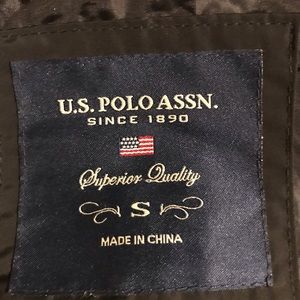 U.S. POLO ASSN.
SINCE 1890
Superior Quality
S
MADE IN CHINA